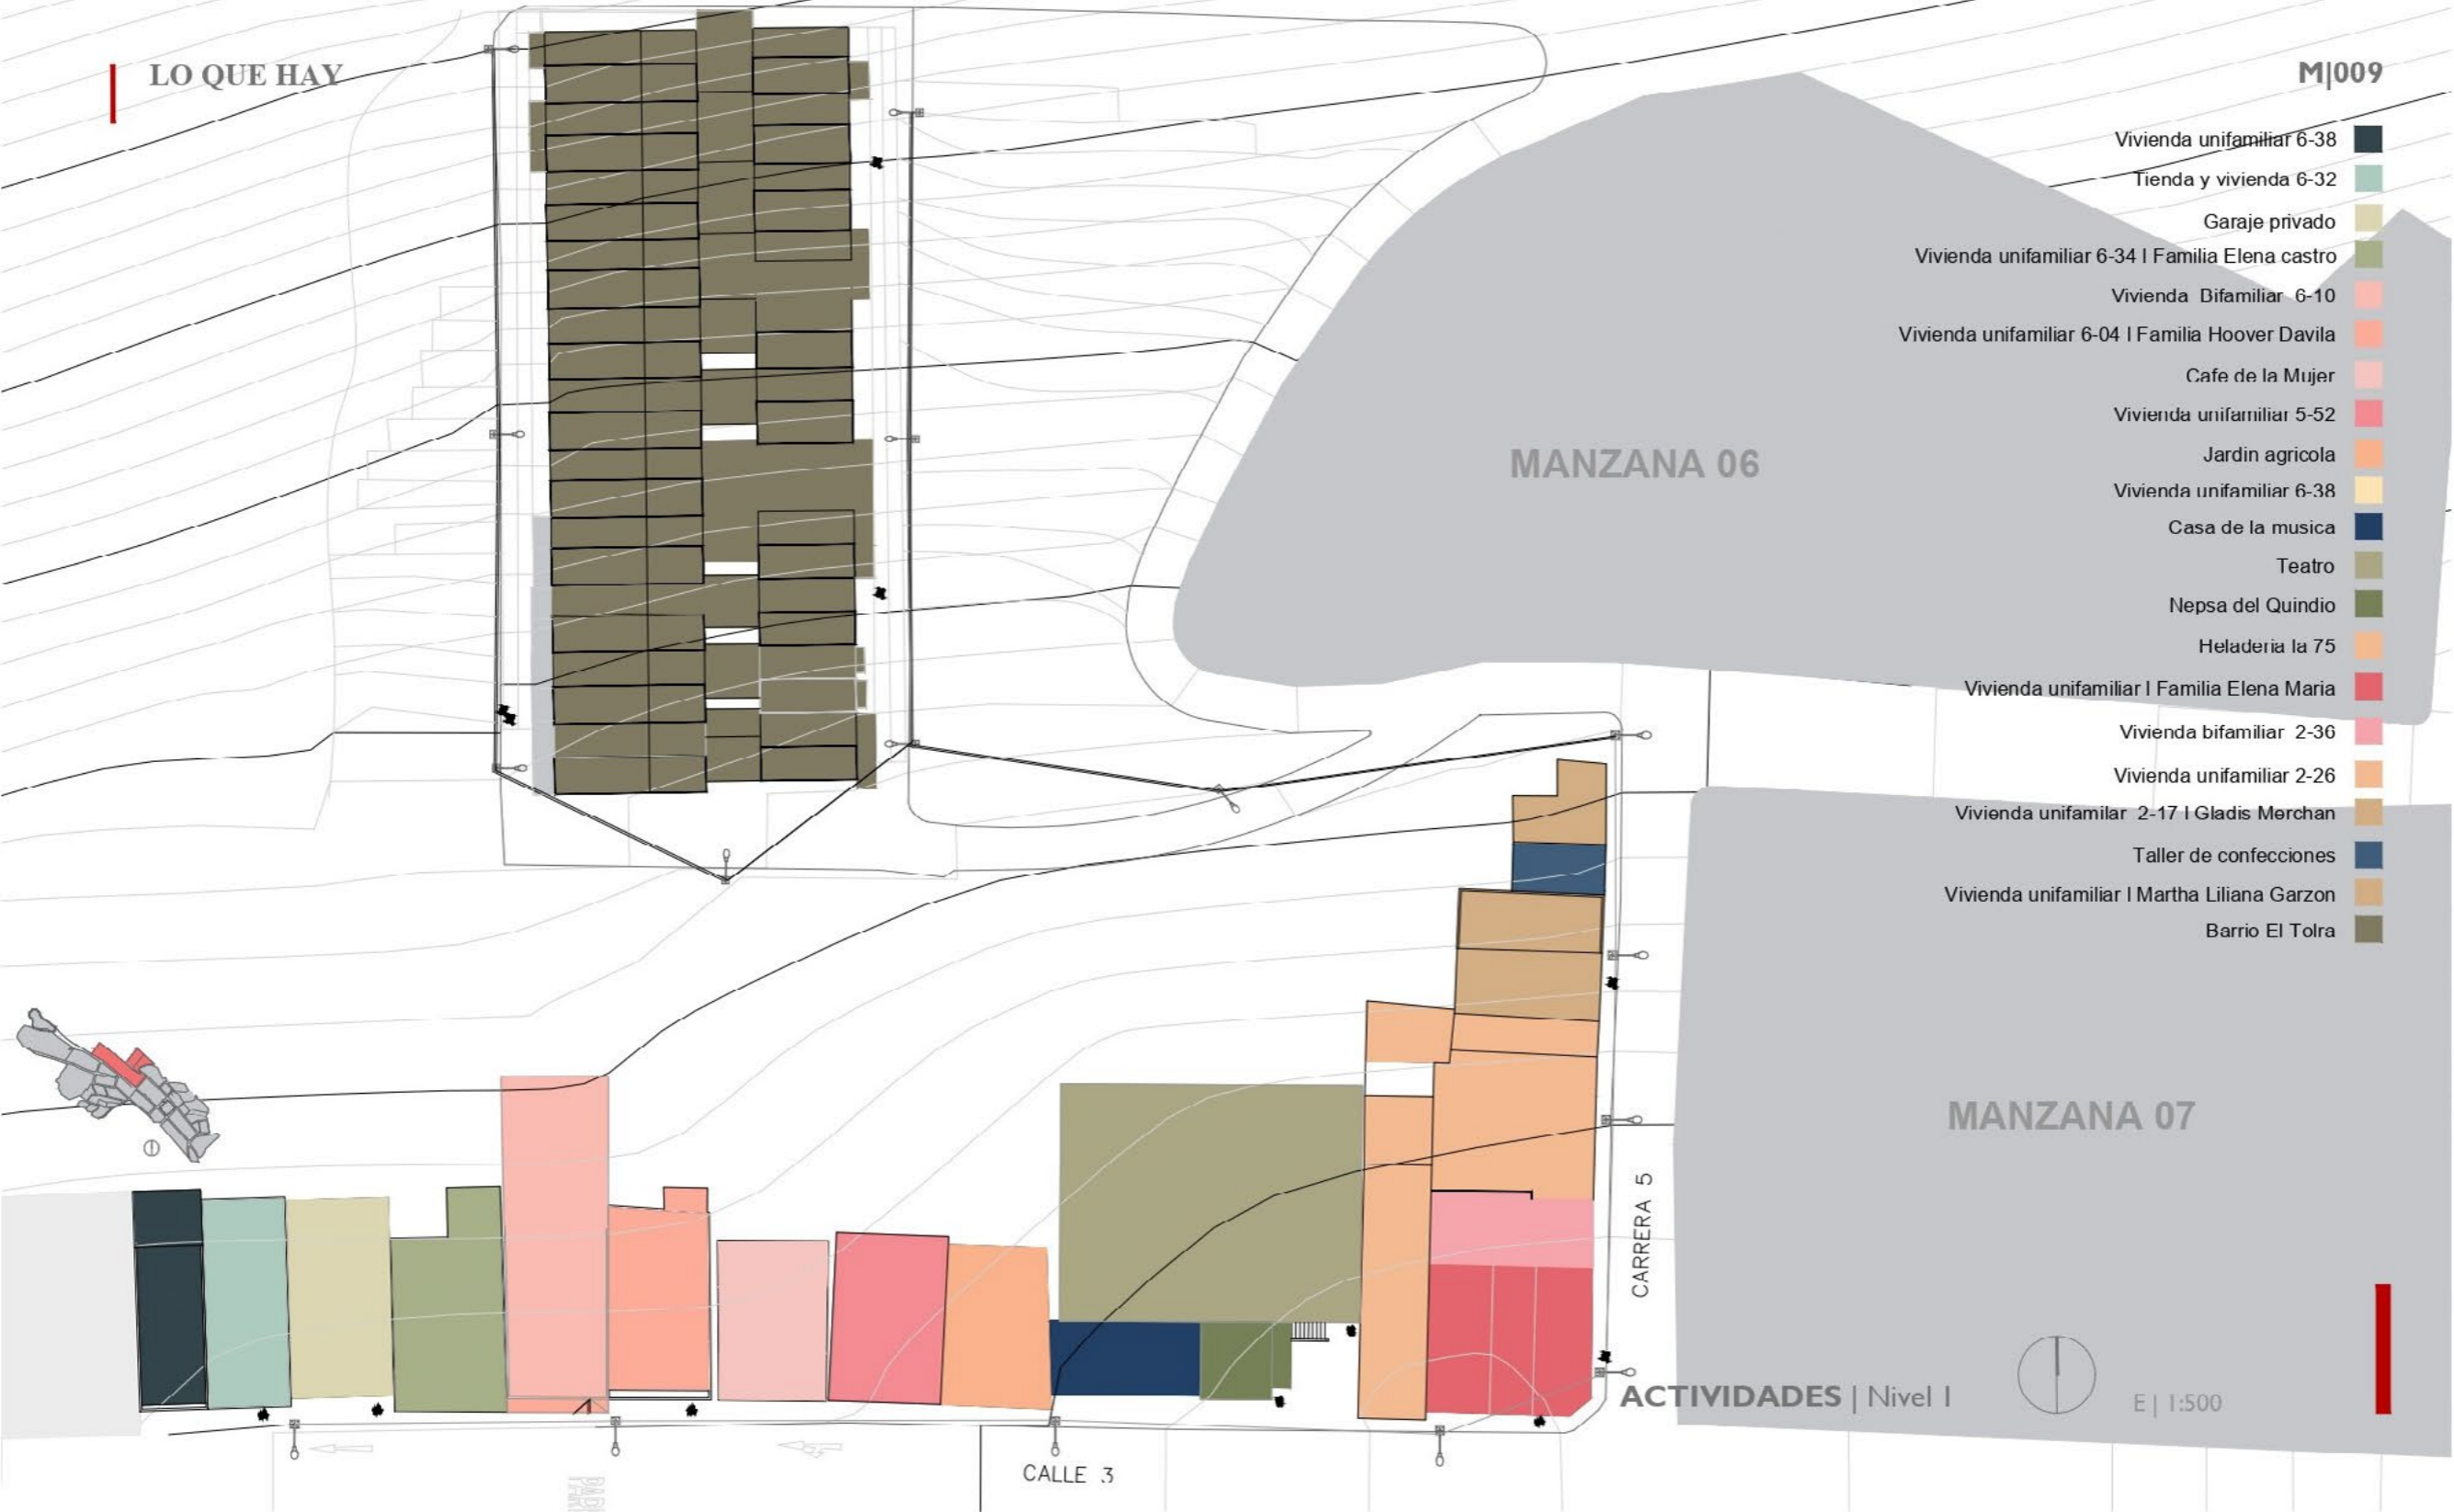 LO QUE HAY
M|009
Vivienda unifamiliar 6-38
Tienda y vivienda 6-32
Garaje privado
Vivienda unifamiliar 6-34 I Familia Elena castro
Vivienda Bifamiliar 6-10
Vivienda unifamiliar 6-04 I Familia Hoover Davila
Cafe de la Mujer
Vivienda unifamiliar 5-52
Jardin agricola
Vivienda unifamiliar 6-38
Casa de la musica
Teatro
Nepsa del Quindio
Heladeria la 75
Vivienda unifamiliar I Familia Elena Maria
Vivienda bifamiliar 2-36
Vivienda unifamiliar 2-26
Vivienda unifamilar 2-17 I Gladis Merchan
Taller de confecciones
Vivienda unifamiliar I Martha Liliana Garzon
Barrio El Tolra
MANZANA 06
MANZANA 07
CARRERA 5
ACTIVIDADES | Nivel I
E | 1:500
CALLE 3